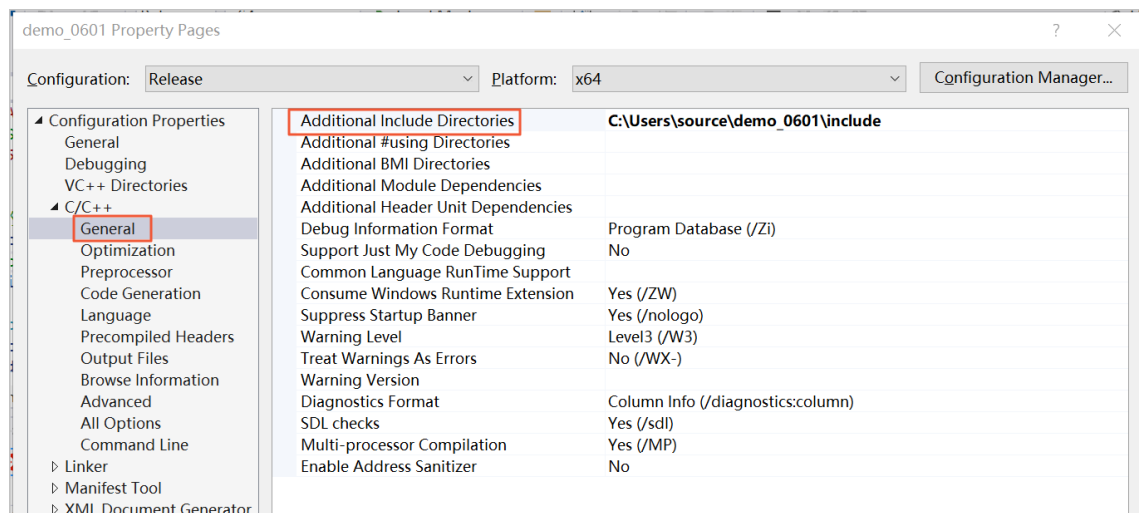 demo_0601 Property Pages
Configuration: Release Platform: x64 Configuration Manager...
Configuration Properties
General
Debugging
VC++ Directories
C/C++
General
Optimization
Preprocessor
Code Generation
Language
Precompiled Headers
Output Files
Browse Information
Advanced
All Options
Command Line
Linker
Manifest Tool
XML Document Generator
Additional Include Directories C:\Users\source\demo_0601\include
Additional #using Directories
Additional BMI Directories
Additional Module Dependencies
Additional Header Unit Dependencies
Debug Information Format Program Database (/Zi)
Support Just My Code Debugging No
Common Language RunTime Support
Consume Windows Runtime Extension Yes (/ZW)
Suppress Startup Banner Yes (/nologo)
Warning Level Level3 (/W3)
Treat Warnings As Errors No (/WX-)
Warning Version
Diagnostics Format Column Info (/diagnostics:column)
SDL checks Yes (/sdl)
Multi-processor Compilation Yes (/MP)
Enable Address Sanitizer No